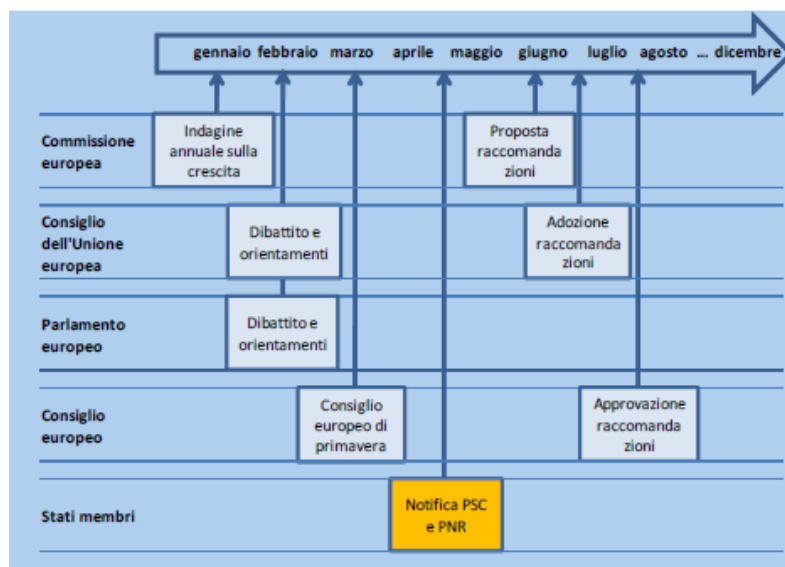 gennaio febbraio marzo aprile maggio giugno luglio agosto ... dicembre
Commissione
europea
Indagine
annuale sulla
crescita
Proposta
raccomanda
zioni
Consiglio
dell'Unione
europea
Dibattito e
orientamenti
Adozione
raccomanda
zioni
Parlamento
europeo
Dibattito e
orientamenti
Consiglio
europeo
Consiglio
europeo di
primavera
Approvazione
raccomanda
zioni
Stati membri
Notifica PSC
e PNR